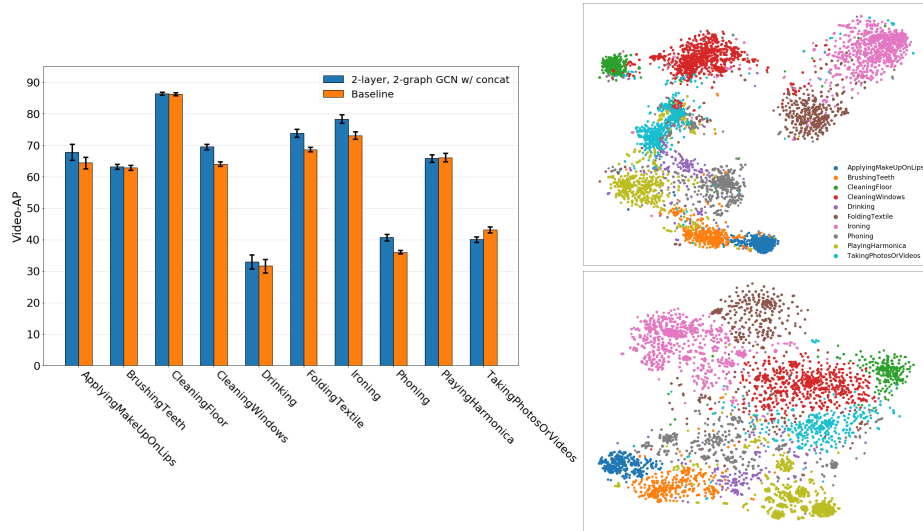 2-layer, 2-graph GCN w/ concat
Baseline
Video-AP
90
80
70
60
50
40
30
20
10
0
ApplyingMakeUpOnLips
BrushingTeeth
CleaningFloor
CleaningWindows
Drinking
FoldingTextile
Ironing
Phoning
PlayingHarmonica
TakingPhotosOrVideos
ApplyingMakeUpOnLips
BrushingTeeth
CleaningFloor
CleaningWindows
Drinking
FoldingTextile
Ironing
Phoning
PlayingHarmonica
TakingPhotosOrVideos